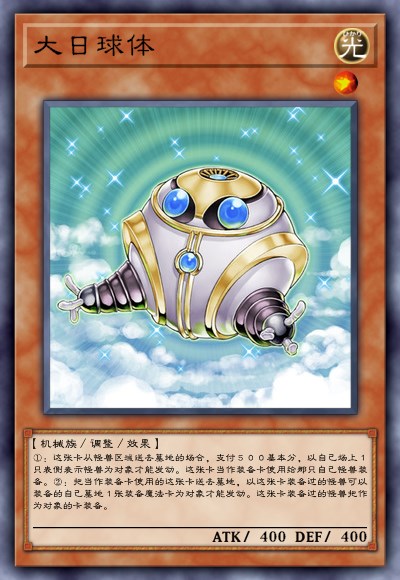 大日球体
ひかり
光
【机械族／调整／效果】
①：这张卡从怪兽区域送去墓地的场合，支付５００基本分，以自己场上1
只表侧表示怪兽为对象才能发动。这张卡当作装备卡使用给那只自己怪兽装
备。②：把当作装备卡使用的这张卡送去墓地，以这张卡装备过的怪兽可以
装备的自己墓地1张装备魔法卡为对象才能发动。这张卡装备过的怪兽把作
为对象的卡装备。
ATK/ 400 DEF/ 400